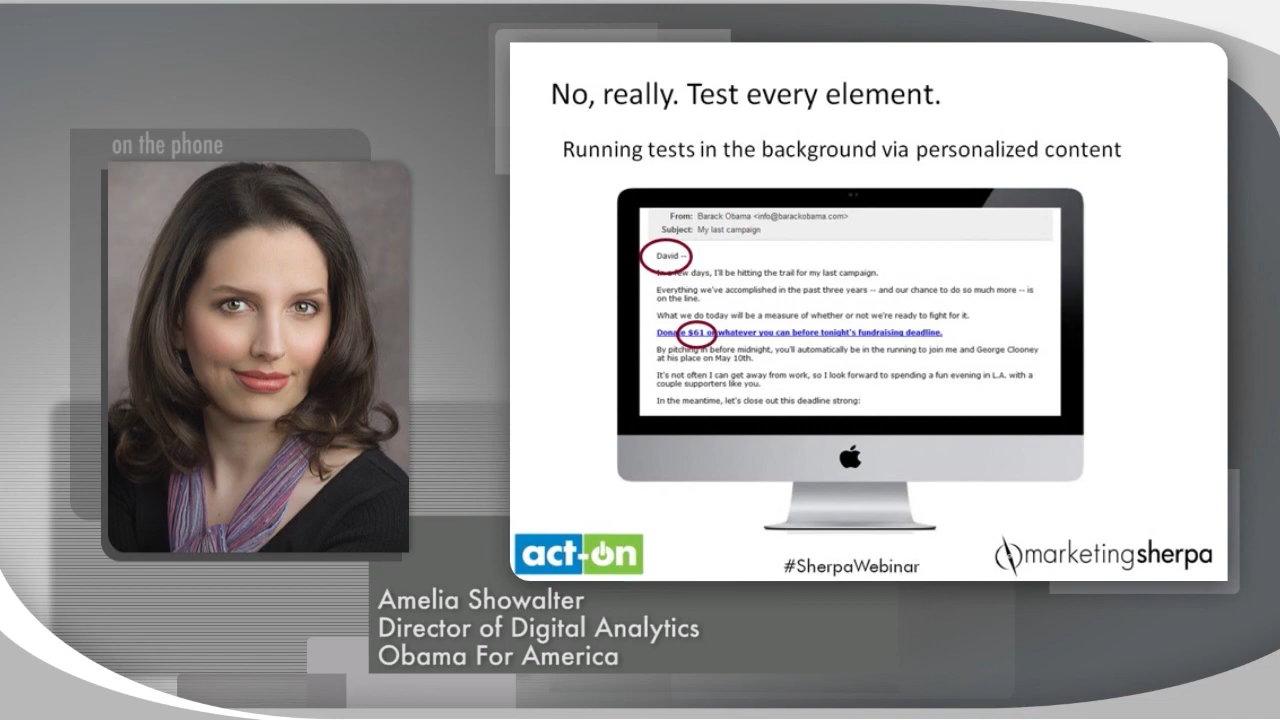 on the phone
No, really. Test every element.
Running tests in the background via personalized content
From: Barack Obama <info@barackobama.com>
Subject: My last campaign
David --
In a few days, I'll be hitting the trail for my last campaign.
Everything we've accomplished in the past three years -- and our chance to do so much more -- is
on the line.
What we do today will be a measure of whether or not we're ready to fight for it.
Donate $61 or whatever you can before tonight's fundraising deadline.
By pitching in before midnight, you'll automatically be in the running to join me and George Clooney
at his place on May 10th.
It's not often I can get away from work, so I look forward to spending a fun evening in L.A. with a
couple supporters like you.
In the meantime, let's close out this deadline strong:
act-on
#SherpaWebinar
marketingsherpa
Amelia Showalter
Director of Digital Analytics
Obama For America